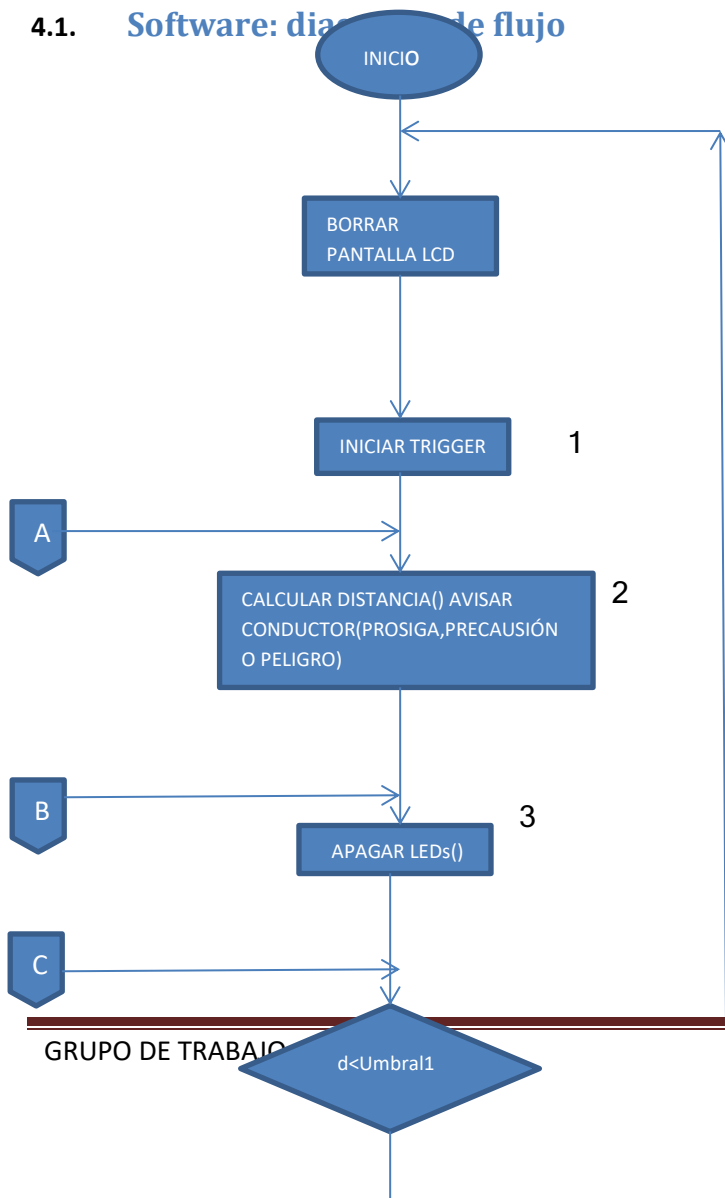 4.1. Software: dia de flujo
INICIO
BORRAR
PANTALLA LCD
INICIAR TRIGGER
1
A
CALCULAR DISTANCIA() AVISAR
CONDUCTOR(PROSIGA,PRECAUSIÓN
O PELIGRO)
2
B
3
APAGAR LEDs()
C
GRUPO DE TRABAJO
d<Umbral1